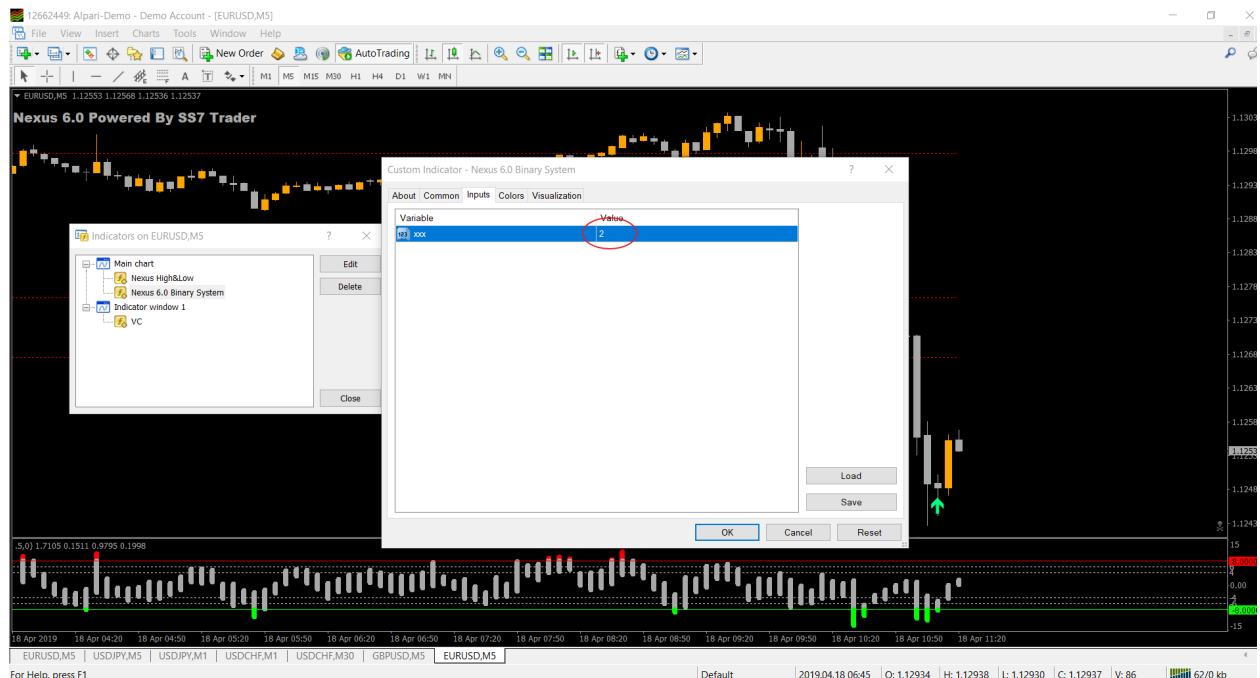 12662449: Alpari-Demo - Demo Account - [EURUSD,M5]
File View Insert Charts Tools Window Help
New Order AutoTrading
A T M1 M5 M15 M30 H1 H4 D1 W1 MN
EURUSD,M5 1.12553 1.12568 1.12536 1.12537
Nexus 6.0 Powered By SS7 Trader
Custom Indicator - Nexus 6.0 Binary System ?
About Common Inputs Colors Visualization
Variable Value
123 xxx 2
Load
Save
OK Cancel Reset
Indicators on EURUSD,M5 ?
Main chart
Nexus High&Low
Nexus 6.0 Binary System
Indicator window 1
VC
Edit
Delete
Close
1.1303
1.1298
1.1293
1.1288
1.1283
1.1278
1.1273
1.1268
1.1263
1.1258
1.1253
1.1248
1.1243
.5,0) 1.7105 0.1511 0.9795 0.1998
15
0.00
-15
18 Apr 2019 18 Apr 04:20 18 Apr 04:50 18 Apr 05:20 18 Apr 05:50 18 Apr 06:20 18 Apr 06:50 18 Apr 07:20 18 Apr 07:50 18 Apr 08:20 18 Apr 08:50 18 Apr 09:20 18 Apr 09:50 18 Apr 10:20 18 Apr 10:50 18 Apr 11:20
EURUSD,M5 USDJPY,M5 USDJPY,M1 USDCHF,M1 USDCHF,M30 GBPUSD,M5 EURUSD,M5
For Help, press F1 Default 2019.04.18 06:45 O: 1.12934 H: 1.12938 L: 1.12930 C: 1.12937 V: 86 62/0 kb